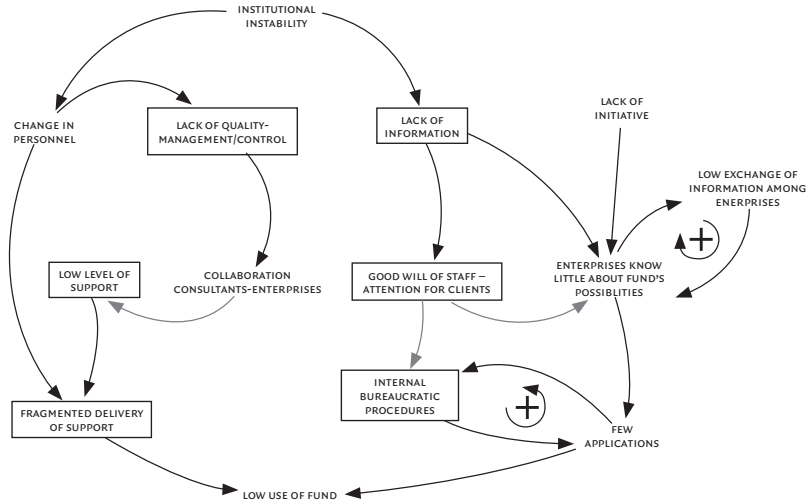 INSTITUTIONAL
INSTABILITY
CHANGE IN
PERSONNEL
LACK OF QUALITY-
MANAGEMENT/CONTROL
LACK OF
INFORMATION
LACK OF
INITIATIVE
LOW EXCHANGE OF
INFORMATION AMONG
ENERPRISES
+
LOW LEVEL OF
SUPPORT
COLLABORATION
CONSULTANTS-ENTERPRISES
GOOD WILL OF STAFF –
ATTENTION FOR CLIENTS
ENTERPRISES KNOW
LITTLE ABOUT FUND'S
POSSIBLITIES
FRAGMENTED DELIVERY
OF SUPPORT
INTERNAL
BUREAUCRATIC
PROCEDURES
+
FEW
APPLICATIONS
LOW USE OF FUND